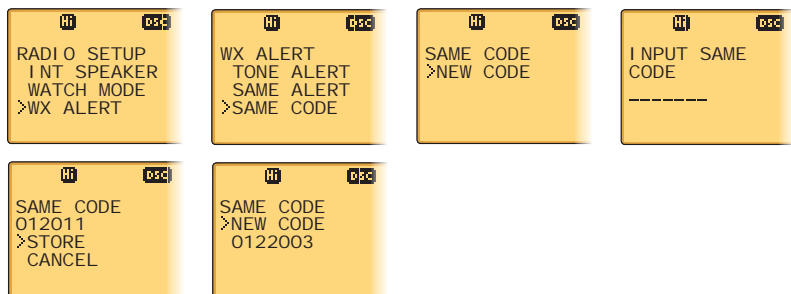 Hi DSC
RADIO SETUP
INT SPEAKER
WATCH MODE
>WX ALERT
Hi DSC
WX ALERT
TONE ALERT
SAME ALERT
>SAME CODE
Hi DSC
SAME CODE
>NEW CODE
Hi DSC
INPUT SAME
CODE
_______
Hi DSC
SAME CODE
012011
>STORE
CANCEL
Hi DSC
SAME CODE
>NEW CODE
0122003